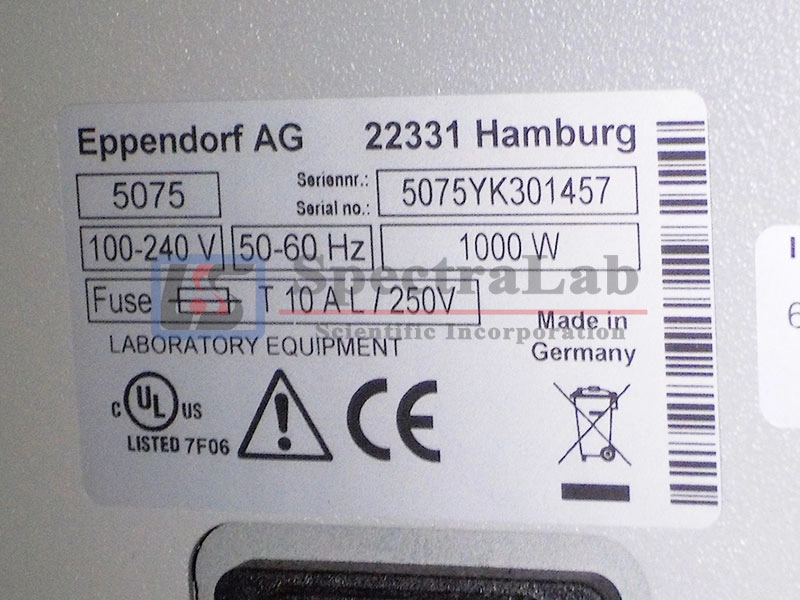 Eppendorf AG 22331 Hamburg
5075 Seriennr.: Serial no.: 5075YK301457
100-240 V 50-60 Hz 1000 W
Fuse T 10 A L / 250V
SpectraLab
Scientific Incorporation
Made in
Germany
LABORATORY EQUIPMENT
C UL US
LISTED 7F06
CE